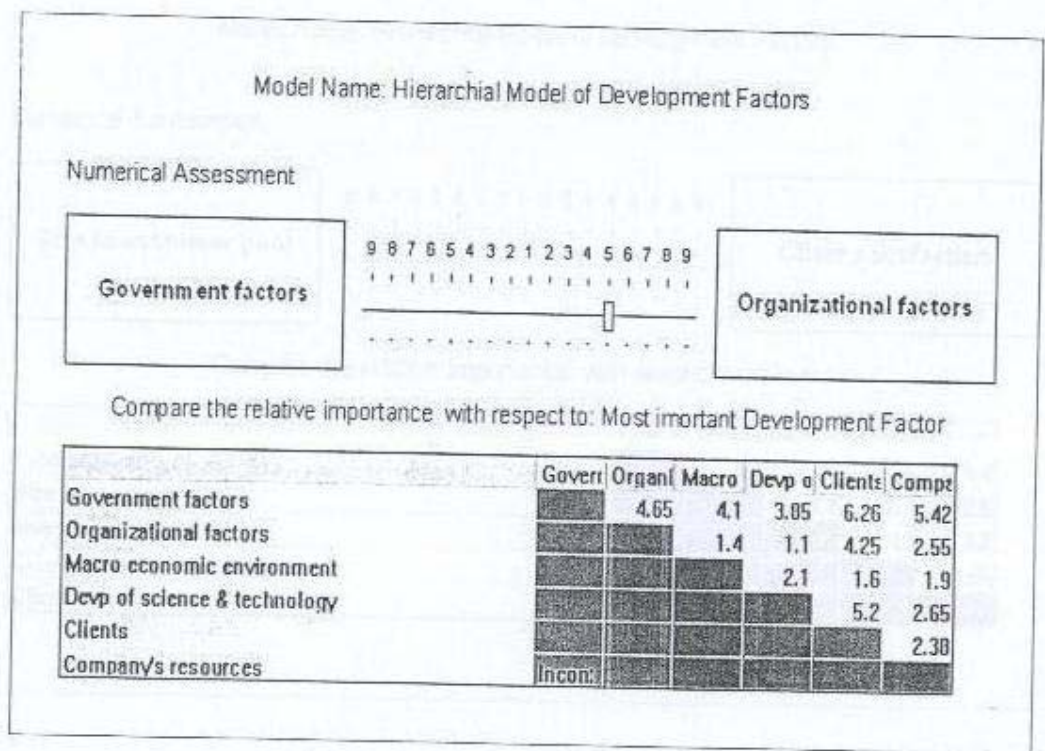 Model Name: Hierarchial Model of Development Factors
Numerical Assessment
Government factors
9 8 7 6 5 4 3 2 1 2 3 4 5 6 7 8 9
Organizational factors
Compare the relative importance with respect to: Most imortant Development Factor
Goverr Organi Macro Devp o Clients Compa
Government factors 4.65 4.1 3.85 6.26 5.42
Organizational factors 1.4 1.1 4.25 2.55
Macro economic environment 2.1 1.6 1.9
Devp of science & technology 5.2 2.65
Clients 2.38
Company's resources Incon: